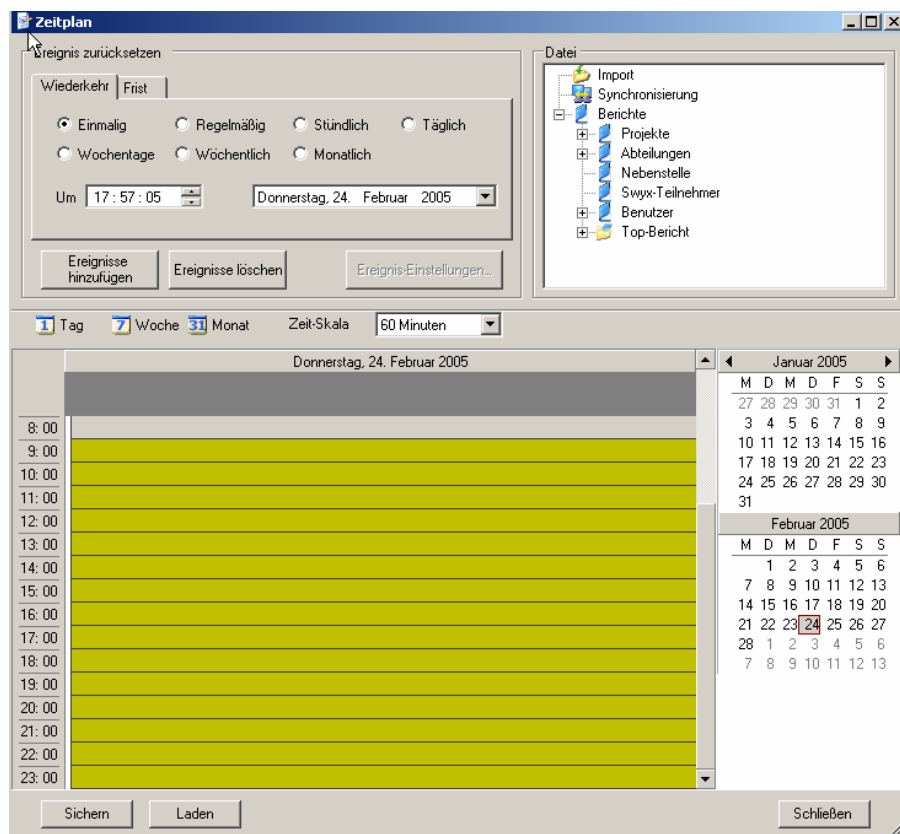 Zeitplan
Ereignis zurücksetzen
Wiederkehr Frist
Einmalig Regelmäßig Stündlich Täglich
Wochentage Wöchentlich Monatlich
Um 17:57:05 Donnerstag, 24. Februar 2005
Ereignisse hinzufügen
Ereignisse löschen
Ereignis-Einstellungen...
Datei
Import
Synchronisierung
Berichte
Projekte
Abteilungen
Nebenstelle
Swyx-Teilnehmer
Benutzer
Top-Bericht
1 Tag 7 Woche 31 Monat Zeit-Skala 60 Minuten
Donnerstag, 24. Februar 2005
8:00
9:00
10:00
11:00
12:00
13:00
14:00
15:00
16:00
17:00
18:00
19:00
20:00
21:00
22:00
23:00
Januar 2005
M D M D F S S
27 28 29 30 31 1 2
3 4 5 6 7 8 9
10 11 12 13 14 15 16
17 18 19 20 21 22 23
24 25 26 27 28 29 30
31
Februar 2005
M D M D F S S
1 2 3 4 5 6
7 8 9 10 11 12 13
14 15 16 17 18 19 20
21 22 23 24 25 26 27
28 1 2 3 4 5 6
7 8 9 10 11 12 13
Sichern Laden Schließen